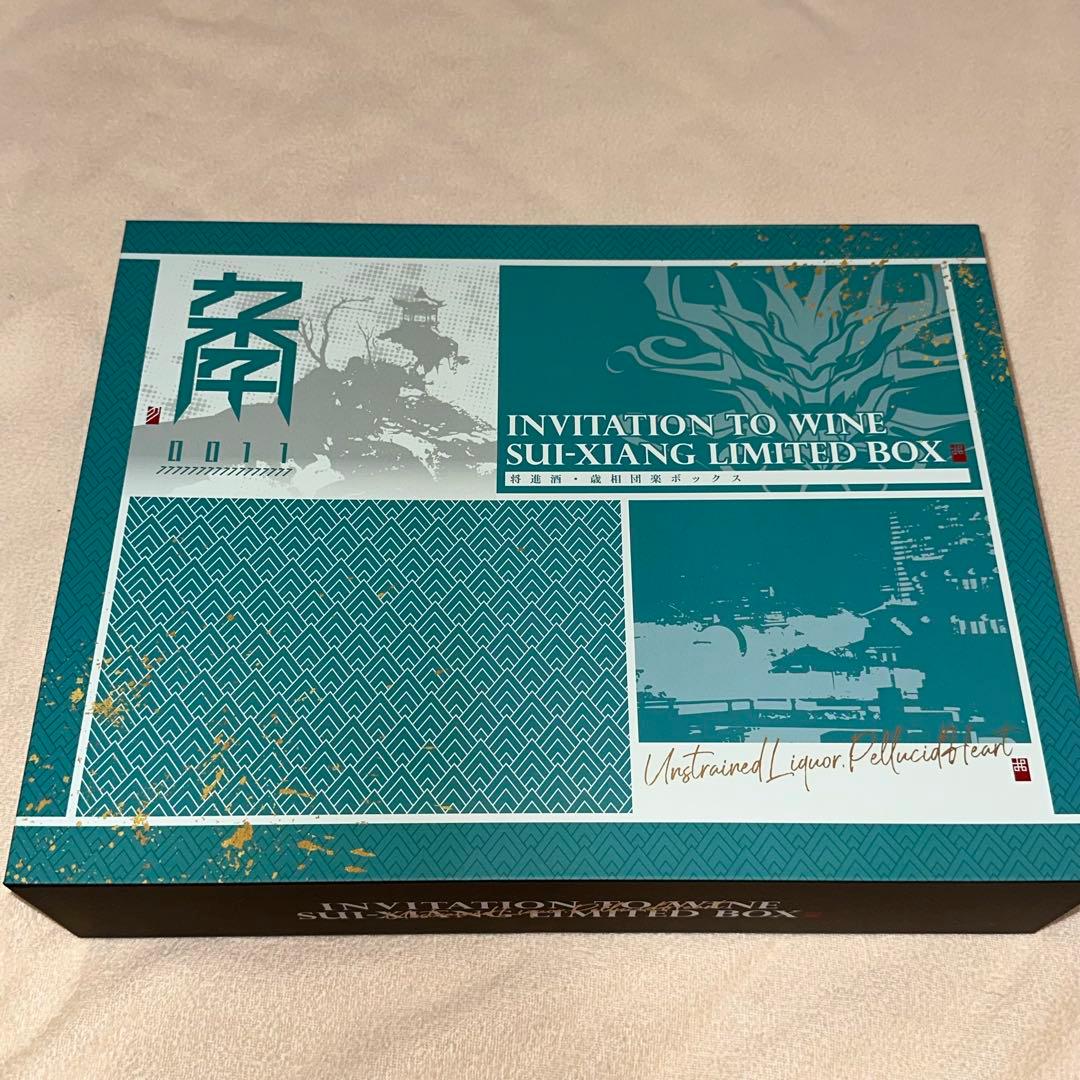 0011
INVITATION TO WINE
SUI-XIANG LIMITED BOX
将進酒・歳相団楽ボックス
Unstrained Liquor. Pellucid Heart
INVITATION TO WINE
SUI-XIANG LIMITED BOX